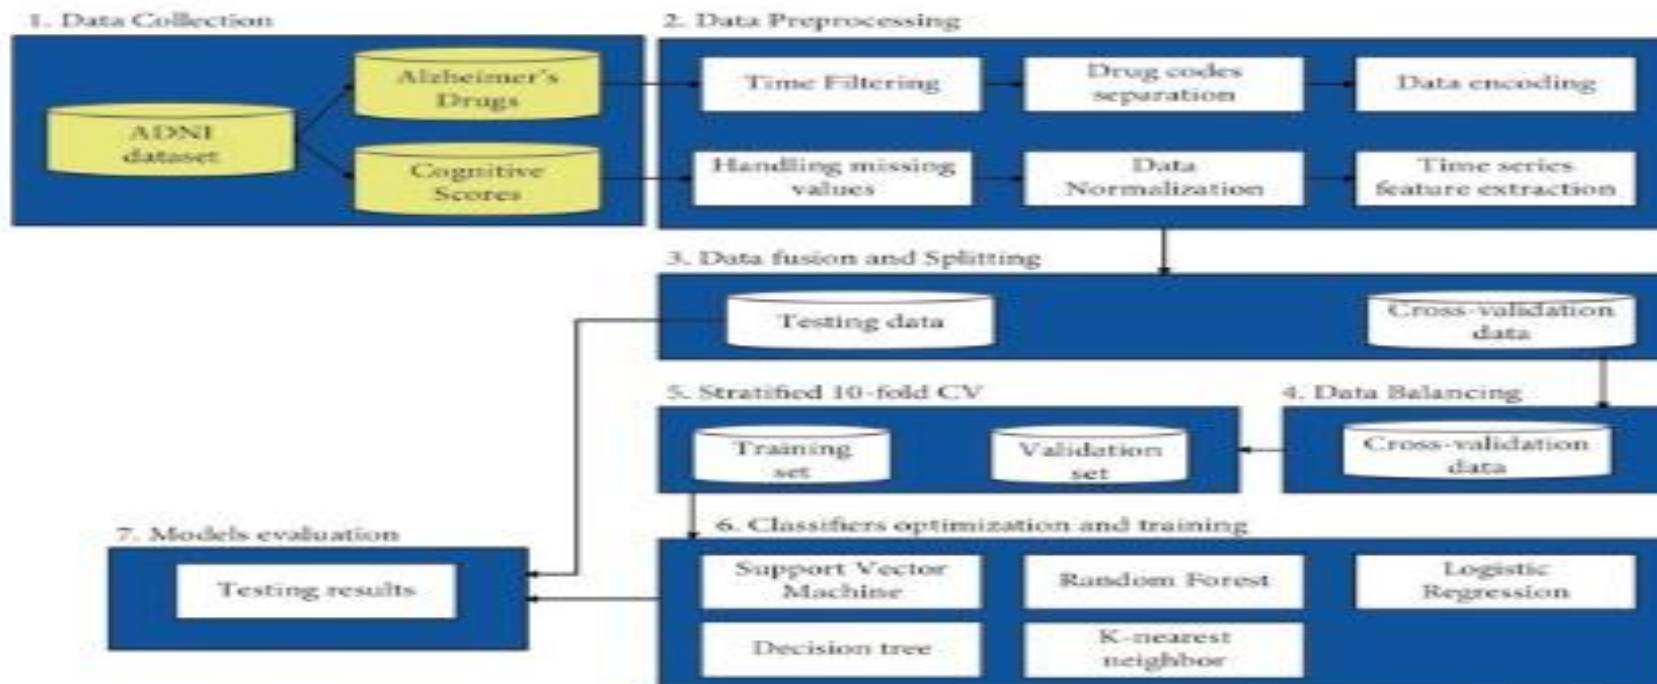 1. Data Collection
ADNI
dataset
Alzheimer's
Drugs
Cognitive
Scores
2. Data Preprocessing
Time Filtering
Drug codes
separation
Data encoding
Handling missing
values
Data
Normalization
Time series
feature extraction
3. Data fusion and Splitting
Testing data
Cross-validation
data
4. Data Balancing
Cross-validation
data
5. Stratified 10-fold CV
Training
set
Validation
set
6. Classifiers optimization and training
Support Vector
Machine
Random Forest
Logistic
Regression
Decision tree
K-nearest
neighbor
7. Models evaluation
Testing results